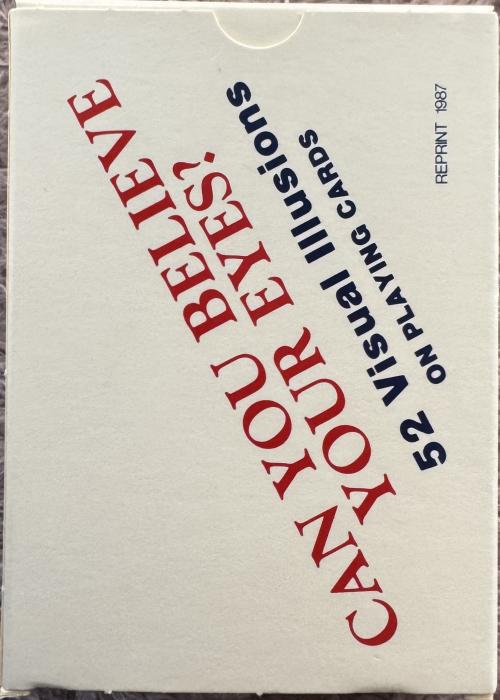 CAN YOU BELIEVE
YOUR EYES?
52 Visual Illusions
ON PLAYING CARDS
REPRINT 1987